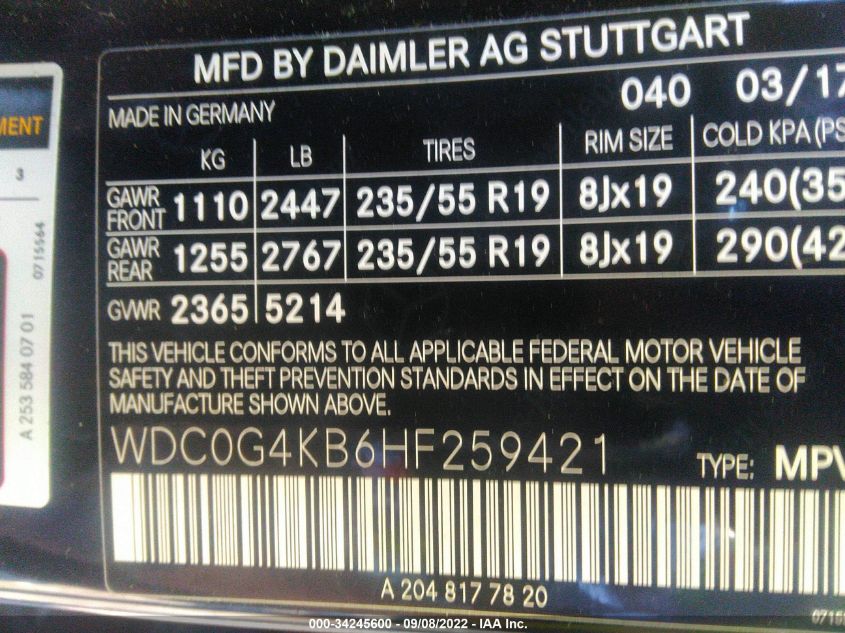 MFD BY DAIMLER AG STUTTGART
MADE IN GERMANY
040 03/17
KG LB TIRES RIM SIZE COLD KPA (PS
GAWR FRONT 1110 2447 235/55 R19 8Jx19 240(35
GAWR REAR 1255 2767 235/55 R19 8Jx19 290(42
GVWR 2365 5214
THIS VEHICLE CONFORMS TO ALL APPLICABLE FEDERAL MOTOR VEHICLE
SAFETY AND THEFT PREVENTION STANDARDS IN EFFECT ON THE DATE OF
MANUFACTURE SHOWN ABOVE.
WDC0G4KB6HF259421
TYPE: MPV
A 204 817 78 20
0715
MENT
3
0715564
A 253 584 07 01
000-34245600 - 09/08/2022 - IAA Inc.